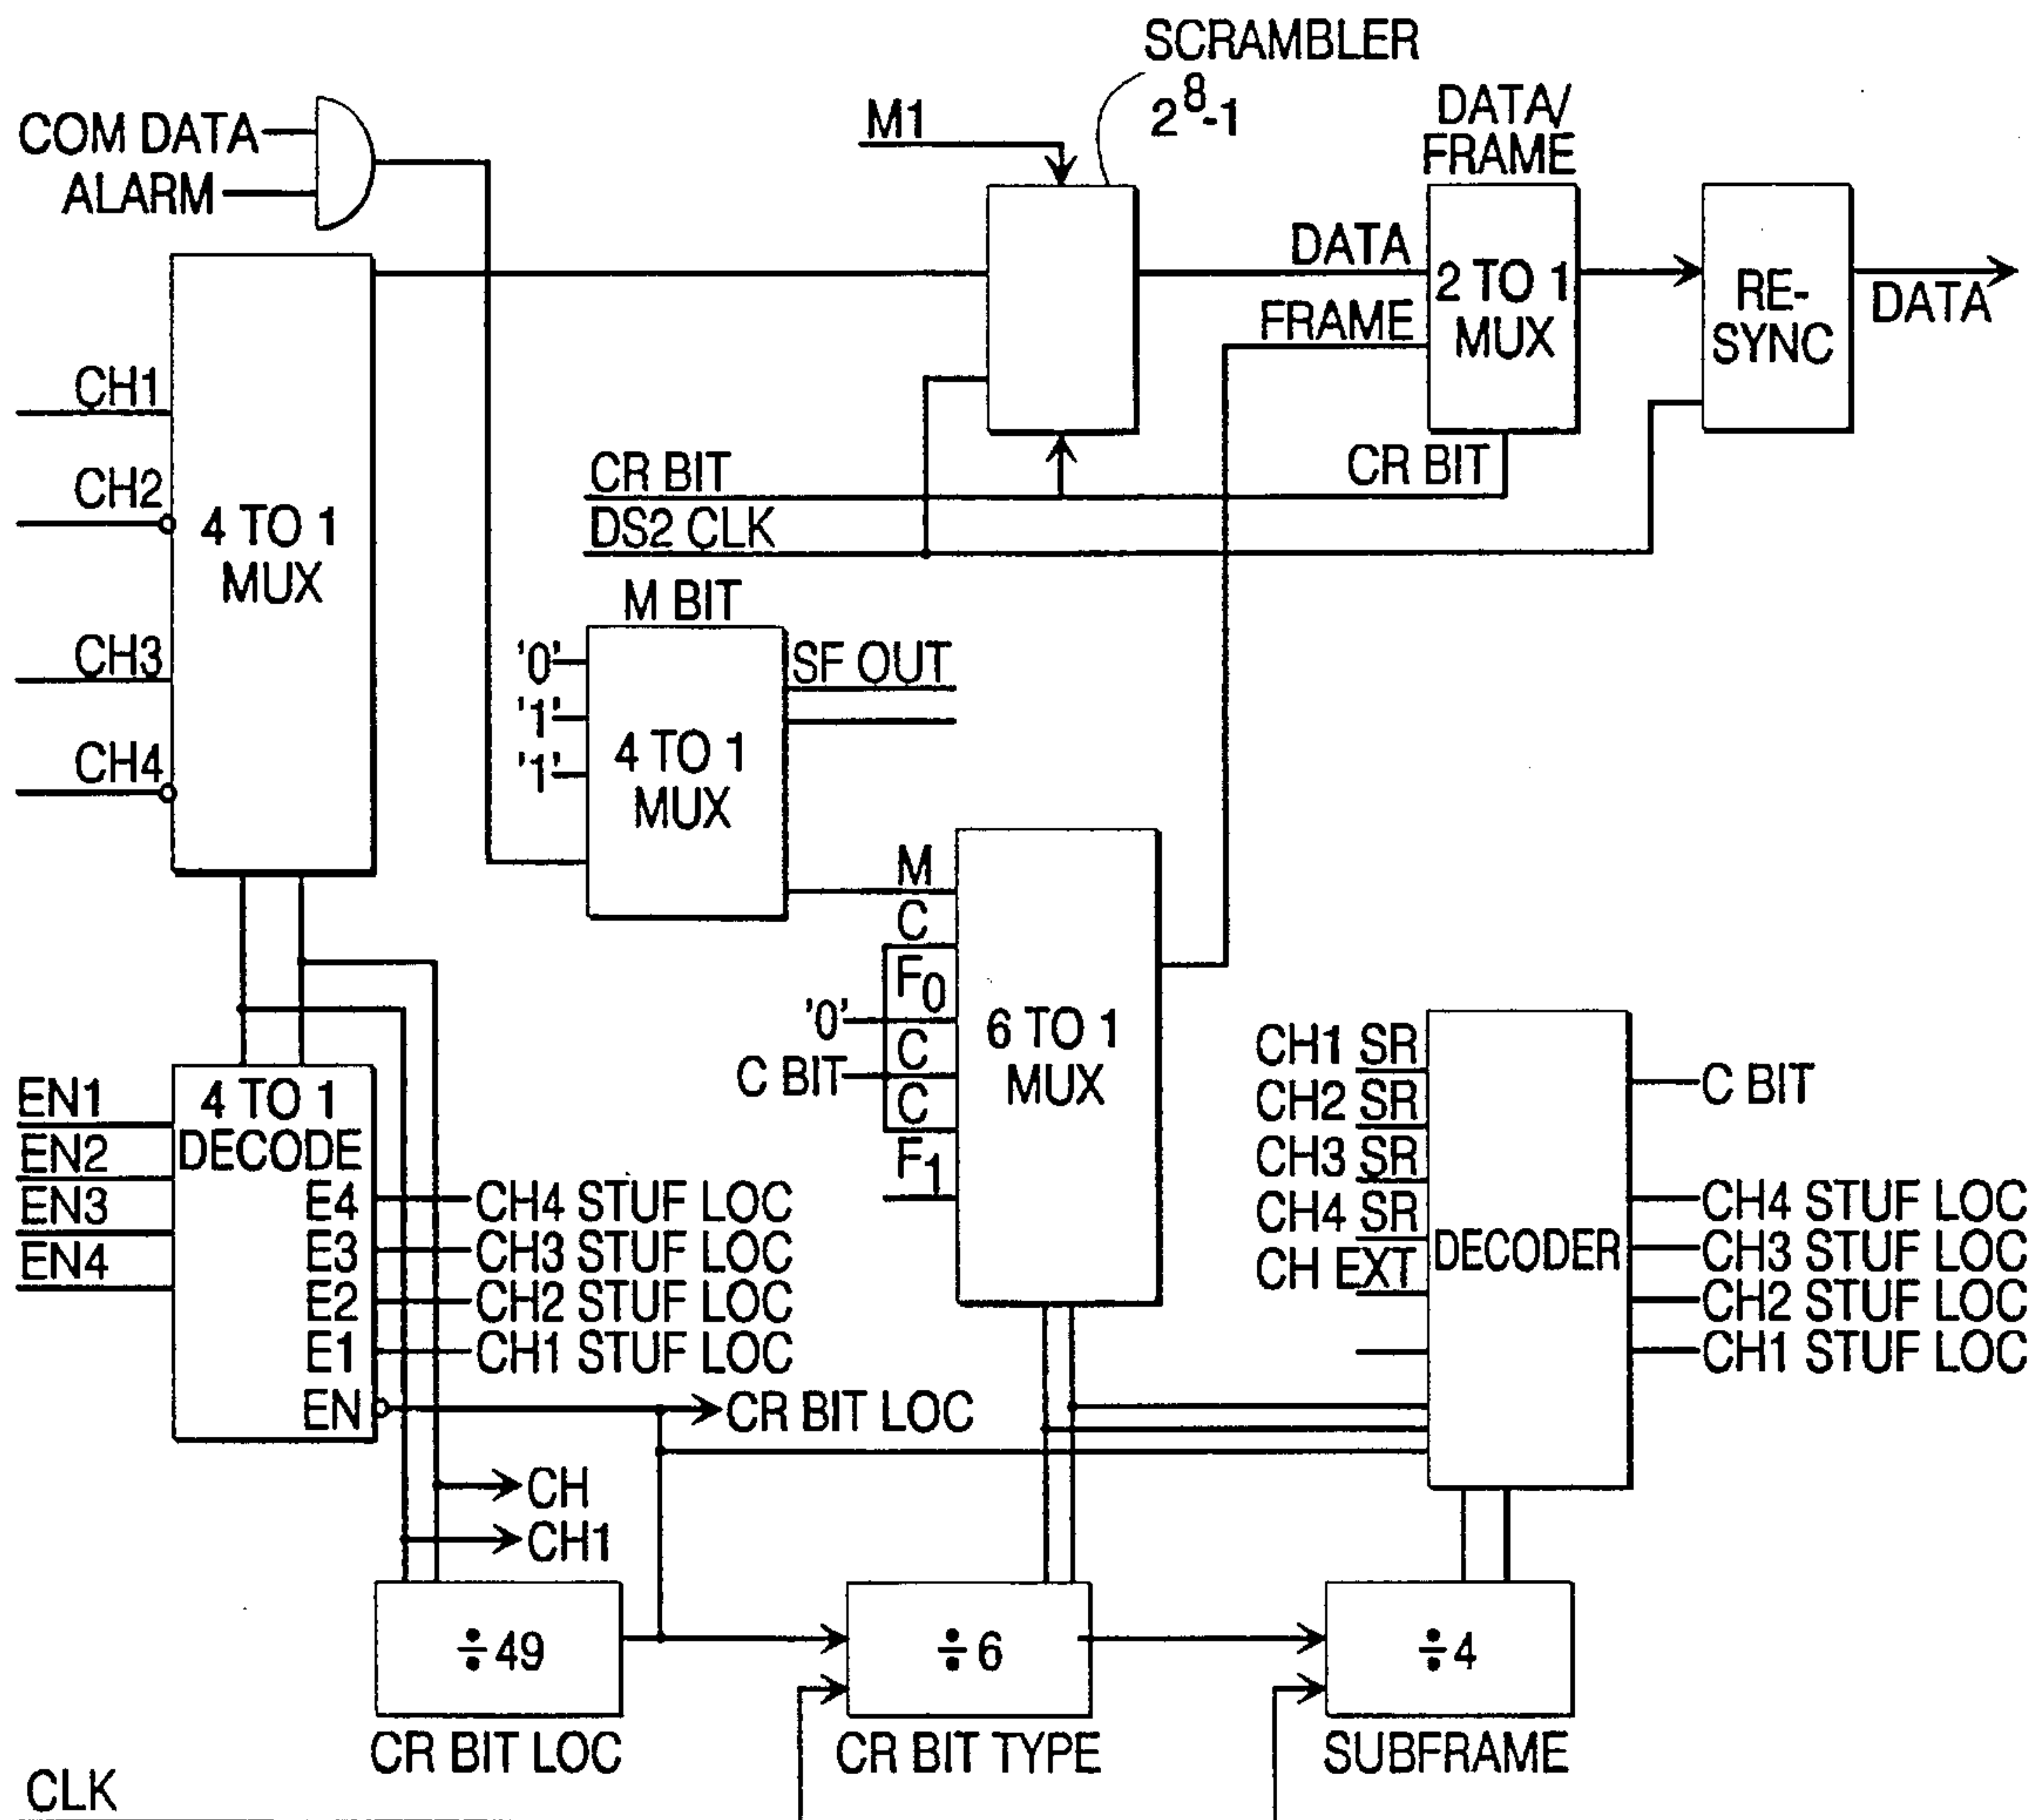 SCRAMBLER
2^8-1
COM DATA
ALARM
M1
DATA/
FRAME
DATA
FRAME
2 TO 1
MUX
RE-
SYNC
DATA
CH1
CH2
CH3
CH4
4 TO 1
MUX
CR BIT
CR BIT
DS2 CLK
M BIT
'0'
'1'
'1'
SF OUT
4 TO 1
MUX
M
C
F0
'0'
C
C BIT
C
F1
6 TO 1
MUX
CH1 SR
CH2 SR
CH3 SR
CH4 SR
CH EXT
DECODER
C BIT
CH4 STUF LOC
CH3 STUF LOC
CH2 STUF LOC
CH1 STUF LOC
EN1
EN2
EN3
EN4
4 TO 1
DECODE
E4
E3
E2
E1
EN
CH4 STUF LOC
CH3 STUF LOC
CH2 STUF LOC
CH1 STUF LOC
CR BIT LOC
CH
CH1
÷49
÷6
÷4
CR BIT LOC
CR BIT TYPE
SUBFRAME
CLK